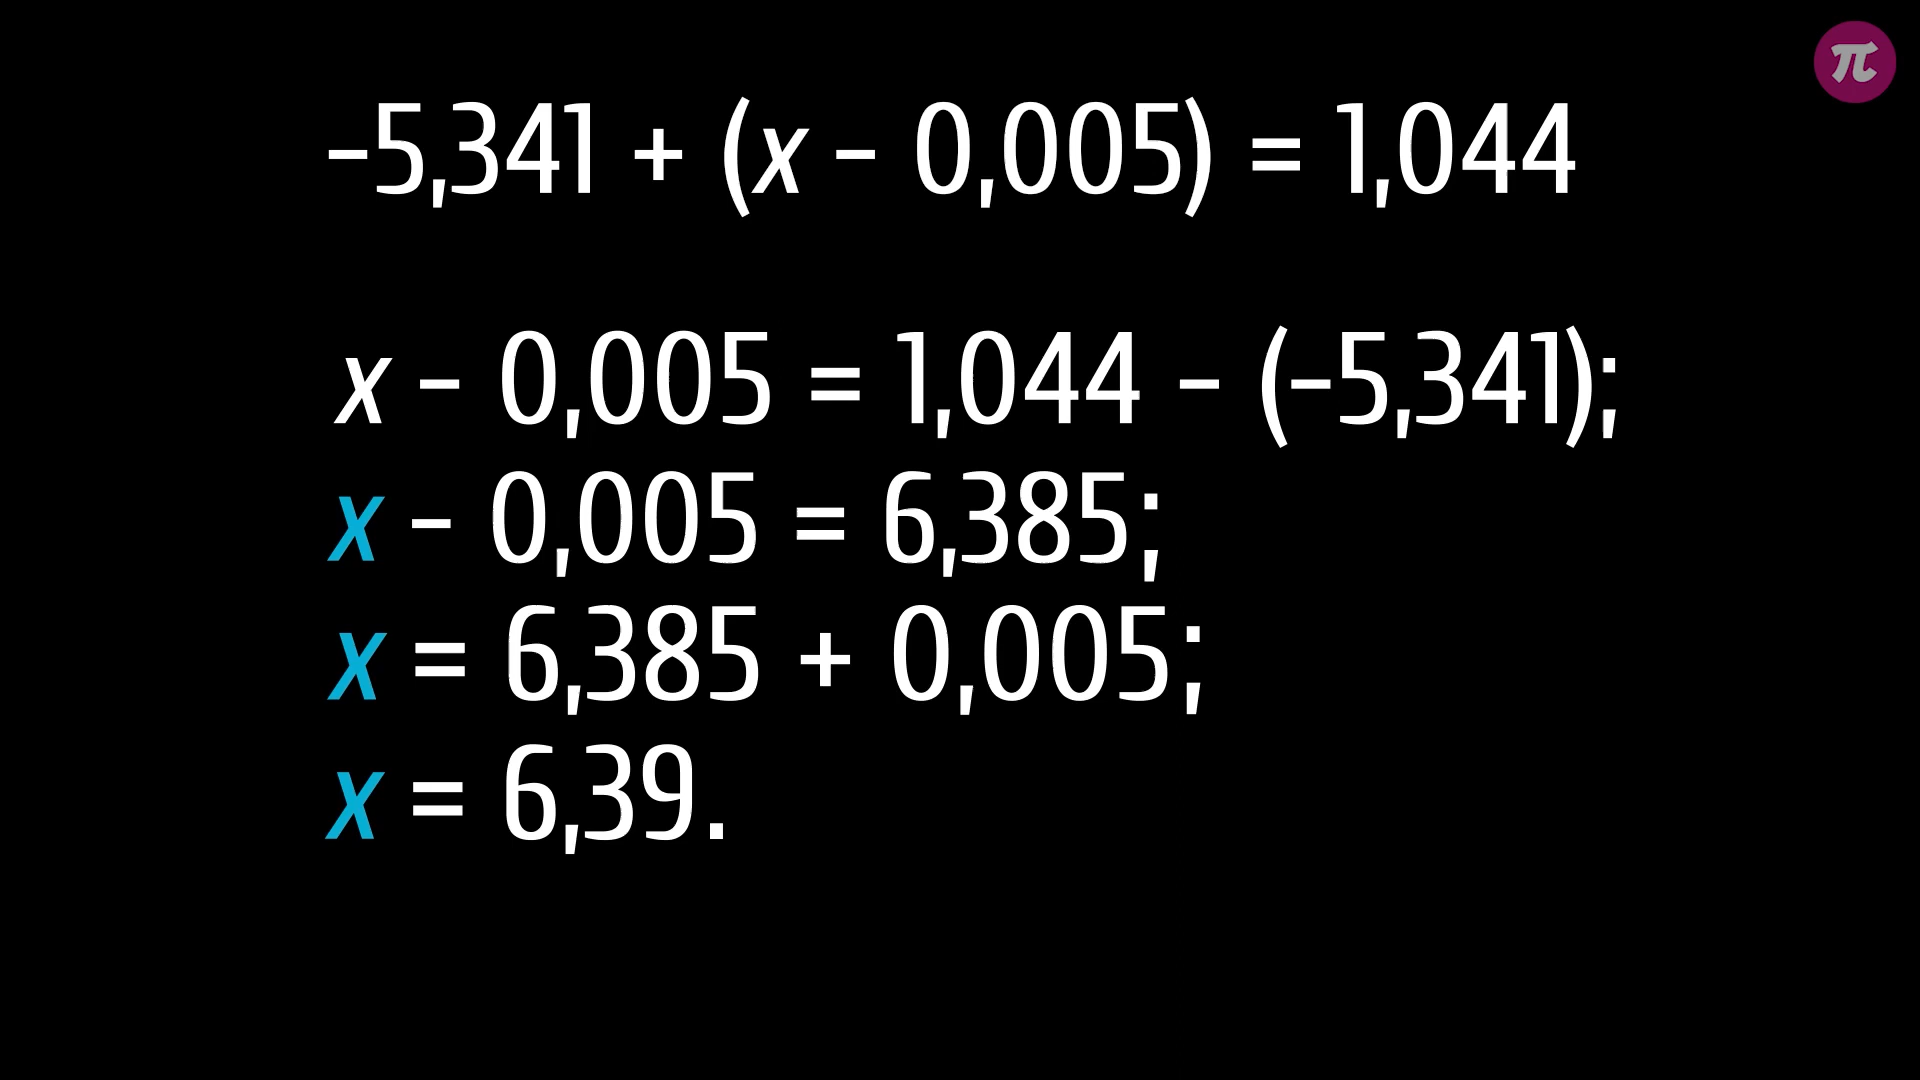 π
-5,341 + (x - 0,005) = 1,044
x - 0,005 = 1,044 - (-5,341);
x - 0,005 = 6,385;
x = 6,385 + 0,005;
x = 6,39.